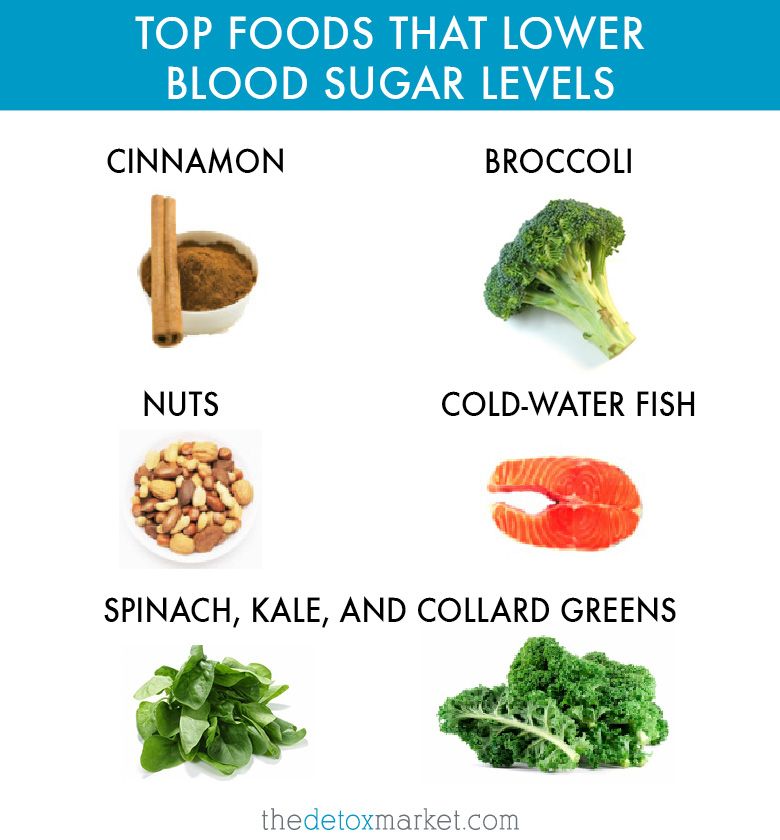 TOP FOODS THAT LOWER
BLOOD SUGAR LEVELS
CINNAMON
BROCCOLI
NUTS
COLD-WATER FISH
SPINACH, KALE, AND COLLARD GREENS
thedetoxmarket.com